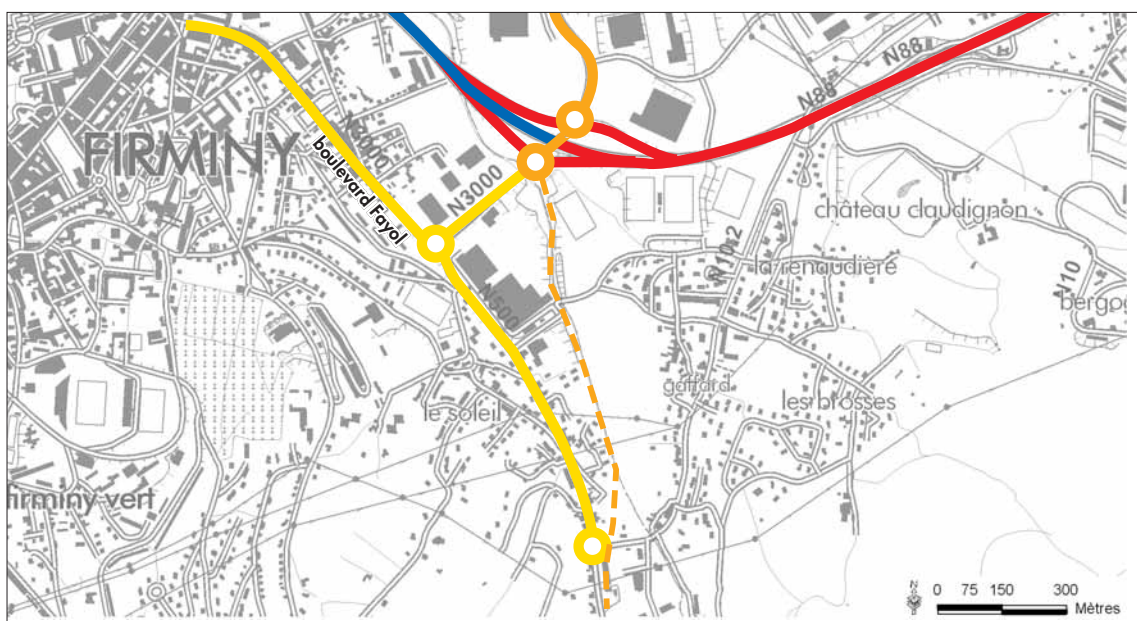 N88
N88
N3000
FIRMINY
boulevard Fayol
N3000
château claudignon
la renaudière
N10
bergog
N500
gaffard
le soleil
les brosses
firminy-vert
0 75 150 300
Mètres